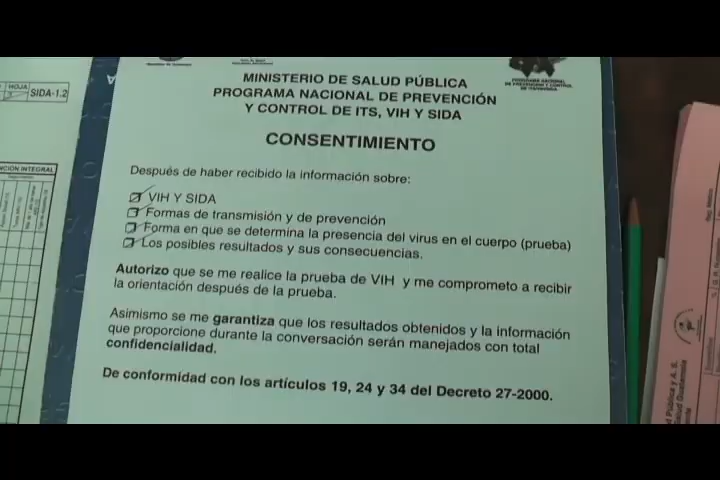 MINISTERIO DE SALUD PÚBLICA
PROGRAMA NACIONAL DE PREVENCIÓN
Y CONTROL DE ITS, VIH Y SIDA
CONSENTIMIENTO
Después de haber recibido la información sobre:
VIH Y SIDA
Formas de transmisión y de prevención
Forma en que se determina la presencia del virus en el cuerpo (prueba)
Los posibles resultados y sus consecuencias.
Autorizo que se me realice la prueba de VIH y me comprometo a recibir
la orientación después de la prueba.
Asimismo se me garantiza que los resultados obtenidos y la información
que proporcione durante la conversación serán manejados con total
confidencialidad.
De conformidad con los artículos 19, 24 y 34 del Decreto 27-2000.
HOJA
SIDA-1.2
INTEGRAL